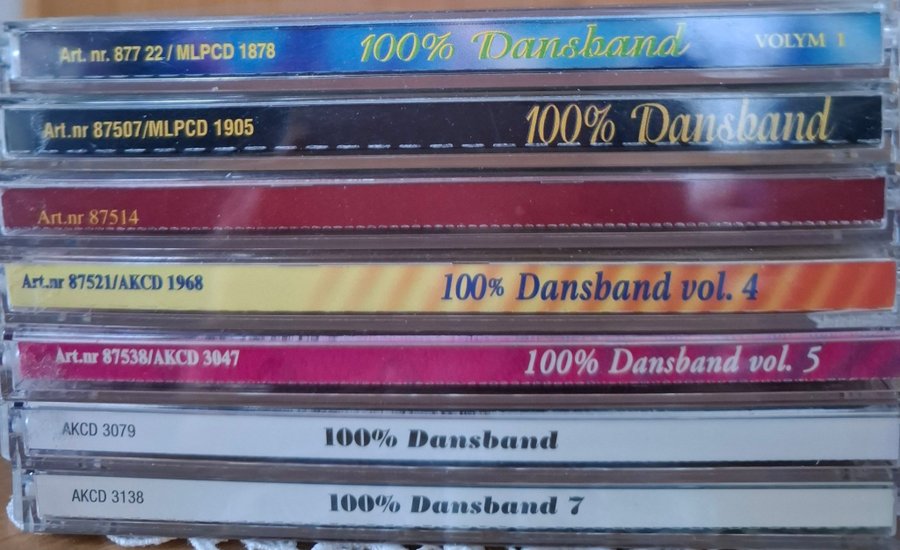 Art. nr. 877 22 / MLPCD 1878 100% Dansband VOLYM 1
Art.nr 87507/MLPCD 1905 100% Dansband
Art.nr 87514
Art.nr 87521/AKCD 1968 100% Dansband vol. 4
Art.nr 87538/AKCD 3047 100% Dansband vol. 5
AKCD 3079 100% Dansband
AKCD 3138 100% Dansband 7